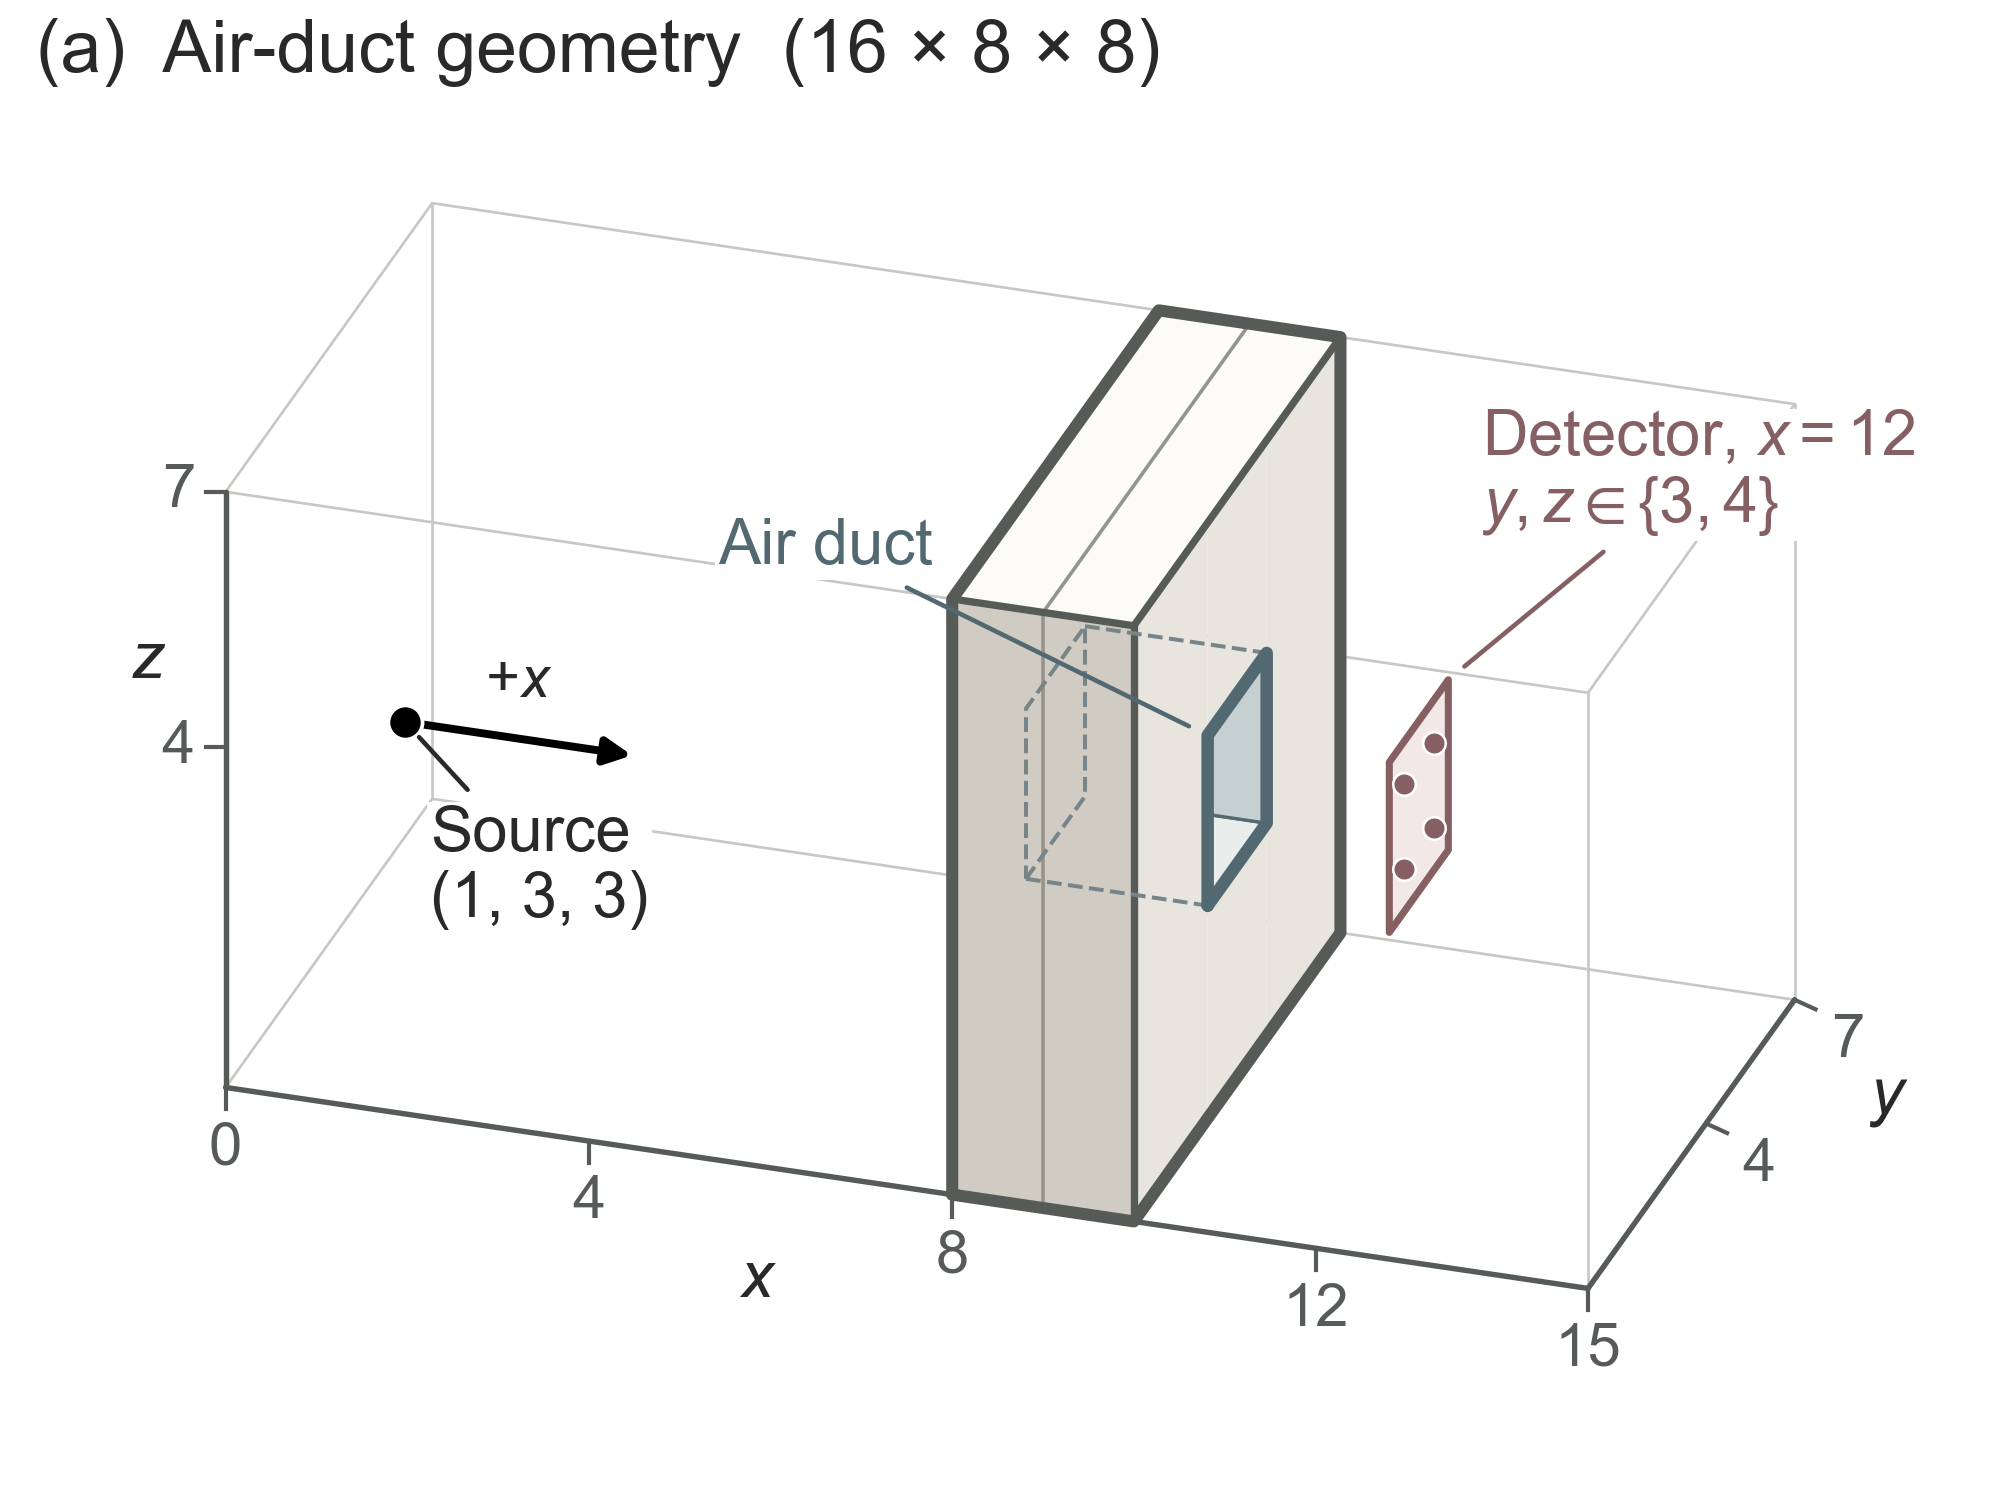 (a) Air-duct geometry (16 × 8 × 8)
Detector, x = 12
y, z ∈ {3, 4}
7
Air duct
z
+x
4
Source
(1, 3, 3)
7
y
4
0
4
8
x
12
15